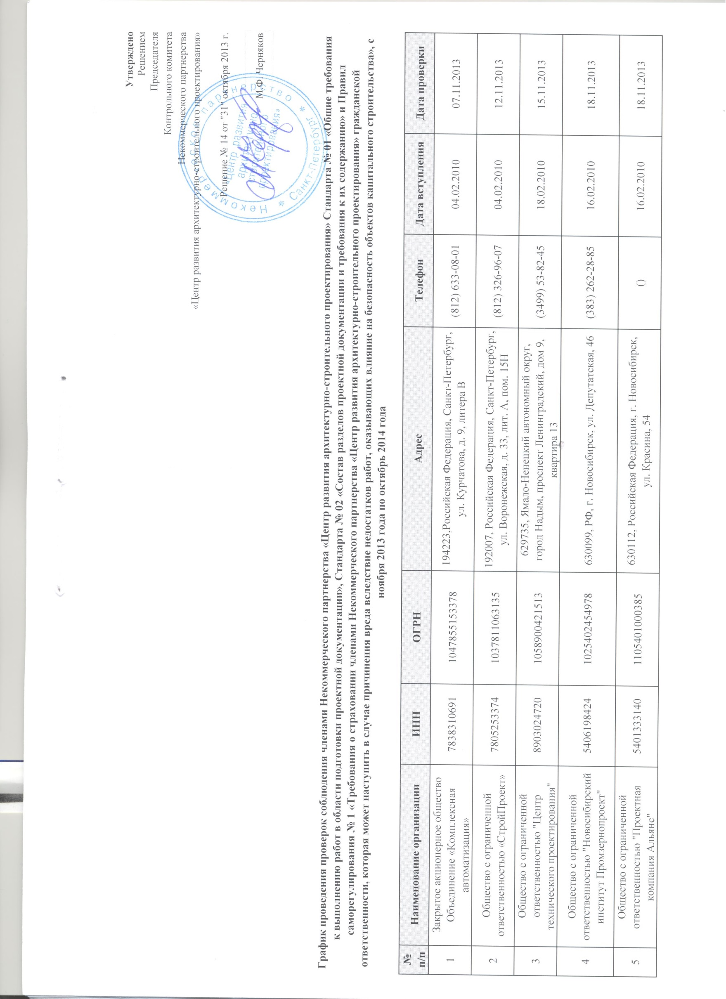 Утверждено
Решением
Председателя
Контрольного комитета
Некоммерческого партнерства
«Центр развития архитектурно-строительного проектирования»
Решение № 14 от "31" октября 2013 г.
М.Ф. Черняков
Некоммерческое партнерство
* Санкт-Петербург *
«Центр развития
архитектурно-
строительного
проектирования»
График проведения проверок соблюдения членами Некоммерческого партнерства «Центр развития архитектурно-строительного проектирования» Стандарта № 01 «Общие требования
к выполнению работ в области подготовки проектной документации», Стандарта № 02 «Состав разделов проектной документации и требования к их содержанию» и Правил
саморегулирования № 1 «Требования о страховании членами Некоммерческого партнерства «Центр развития архитектурно-строительного проектирования» гражданской
ответственности, которая может наступить в случае причинения вреда вследствие недостатков работ, оказывающих влияние на безопасность объектов капитального строительства», с
ноября 2013 года по октябрь 2014 года
№ Наименование организации ИНН ОГРН Адрес Телефон Дата вступления Дата проверки
п/п
Закрытое акционерное общество 194223,Российская Федерация, Санкт-Петербург,
1 Объединение «Комплексная 7838310691 1047855153378 (812) 633-08-01 04.02.2010 07.11.2013
автоматизация» ул. Курчатова, д. 9, литера В
Общество с ограниченной 192007, Российская Федерация, Санкт-Петербург,
2 7805253374 1037811063135 (812) 326-96-07 04.02.2010 12.11.2013
ответственностью «СтройПроект» ул. Воронежская, д. 33, лит. А, пом. 15Н
Общество с ограниченной 629735, Ямало-Ненецкий автономный округ,
3 ответственностью "Центр 8903024720 1058900421513 город Надым, проспект Ленинградский, дом 9, (3499) 53-82-45 18.02.2010 15.11.2013
технического проектирования" квартира 13
Общество с ограниченной
4 ответственностью "Новосибирский 5406198424 1025402454978 630099, РФ, г. Новосибирск, ул. Депутатская, 46 (383) 262-28-85 16.02.2010 18.11.2013
институт Промзернопроект"
Общество с ограниченной 630112, Российская Федерация, г. Новосибирск,
5 ответственностью "Проектная 5401333140 1105401000385 () 16.02.2010 18.11.2013
компания Альянс" ул. Красина, 54